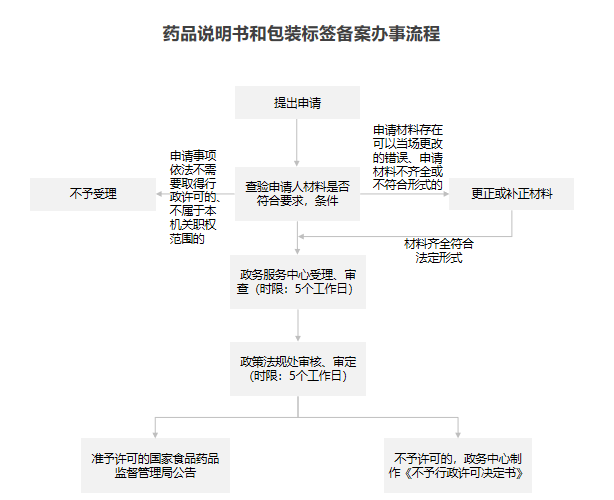 药品说明书和包装标签备案办事流程
提出申请
申请材料存在
可以当场更改
的错误、申请
材料不齐全或
不符合形式的
申请事项
依法不需
要取得行
政许可的、
不属于本
机关职权
范围的
不予受理
查验申请人材料是否
符合要求，条件
更正或补正材料
材料齐全符合
法定形式
政务服务中心受理、审
查（时限：5个工作日）
政策法规处审核、审定
（时限：5个工作日）
准予许可的国家食品药品
监督管理局公告
不予许可的，政务中心制
作《不予行政许可决定书》